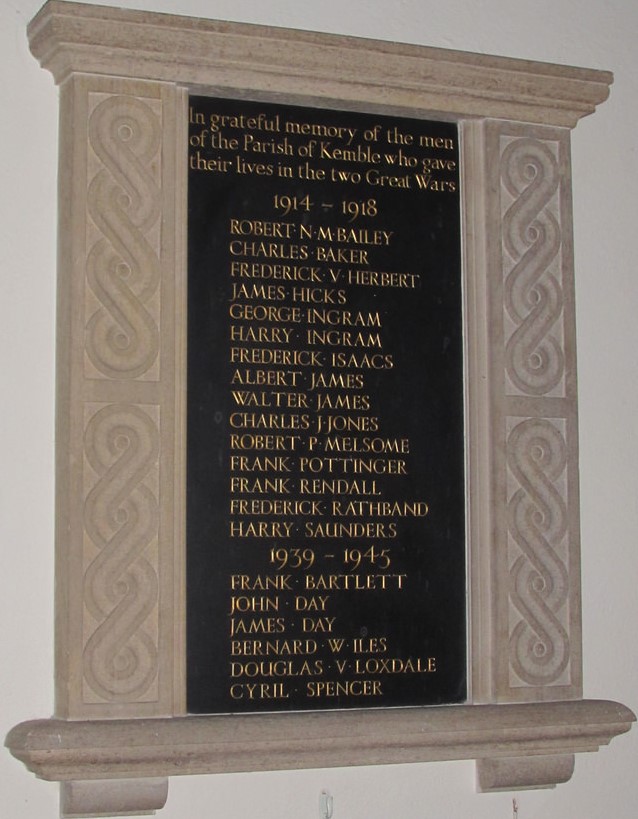 In grateful memory of the men
of the Parish of Kemble who gave
their lives in the two Great Wars
1914 - 1918
ROBERT · N · M · BAILEY
CHARLES · BAKER
FREDERICK · V · HERBERT
JAMES · HICKS
GEORGE · INGRAM
HARRY · INGRAM
FREDERICK · ISAACS
ALBERT · JAMES
WALTER · JAMES
CHARLES · J · JONES
ROBERT · P · MELSOME
FRANK · POTTINGER
FRANK · RENDALL
FREDERICK · RATHBAND
HARRY · SAUNDERS
1939 - 1945
FRANK · BARTLETT
JOHN · DAY
JAMES · DAY
BERNARD · W · ILES
DOUGLAS · V · LOXDALE
CYRIL · SPENCER